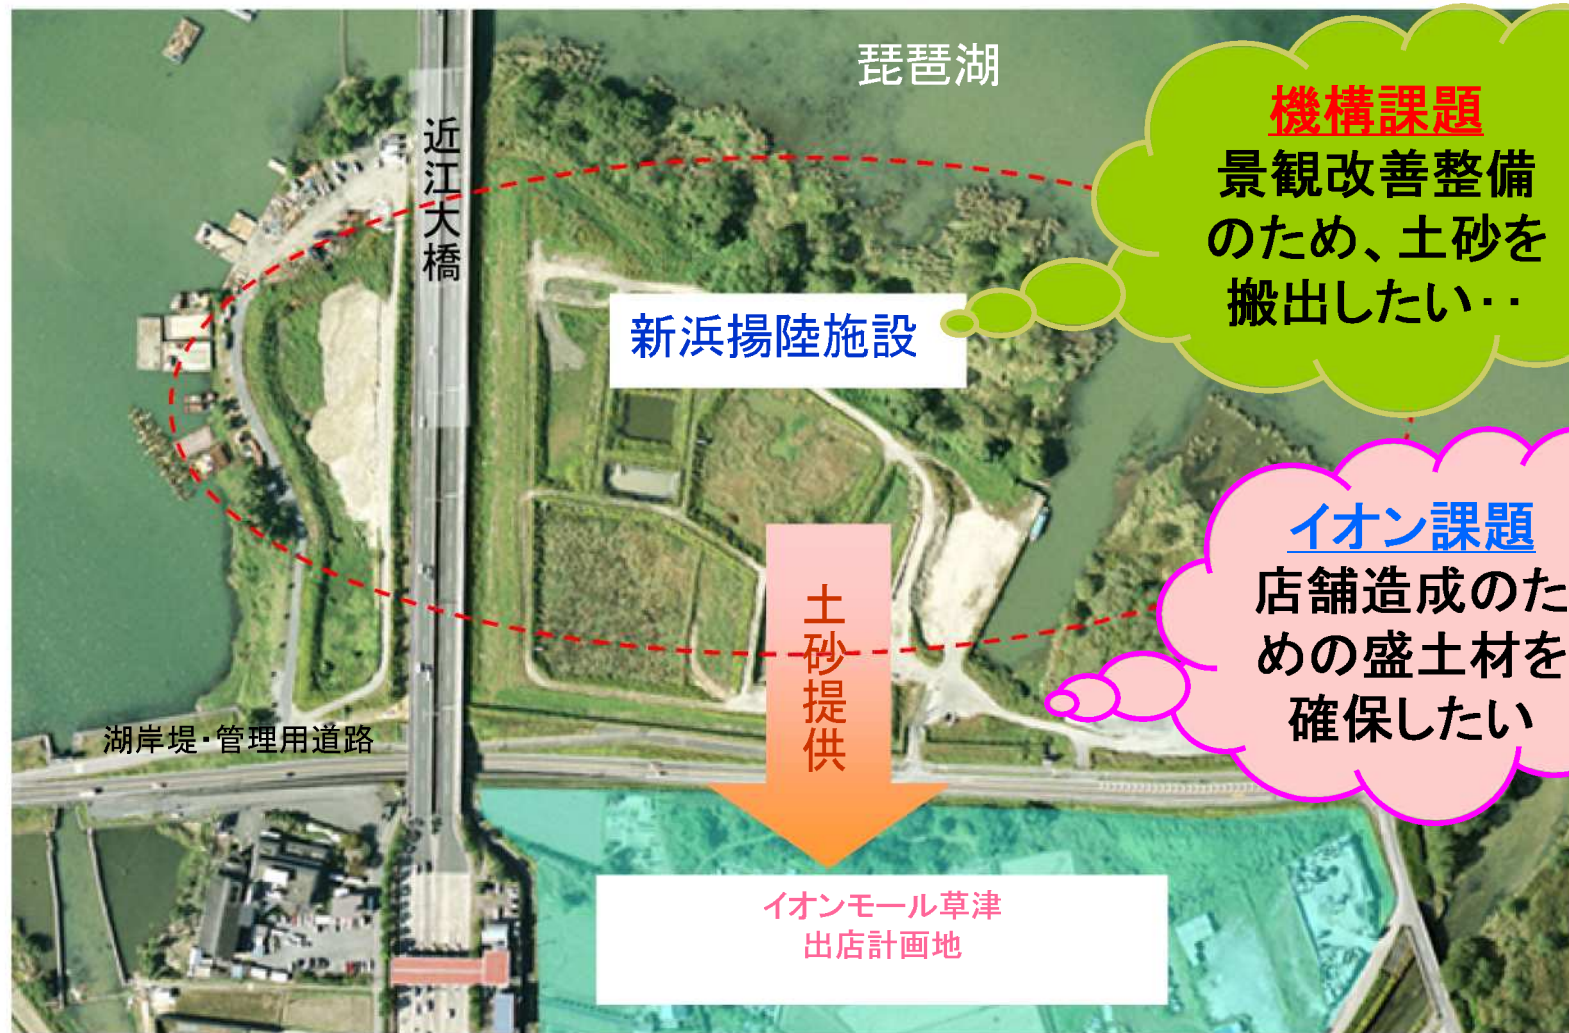 琵琶湖
近江大橋
機構課題
景観改善整備
のため、土砂を
搬出したい・・
新浜揚陸施設
イオン課題
店舗造成のた
めの盛土材を
確保したい
土砂提供
湖岸堤・管理用道路
イオンモール草津
出店計画地